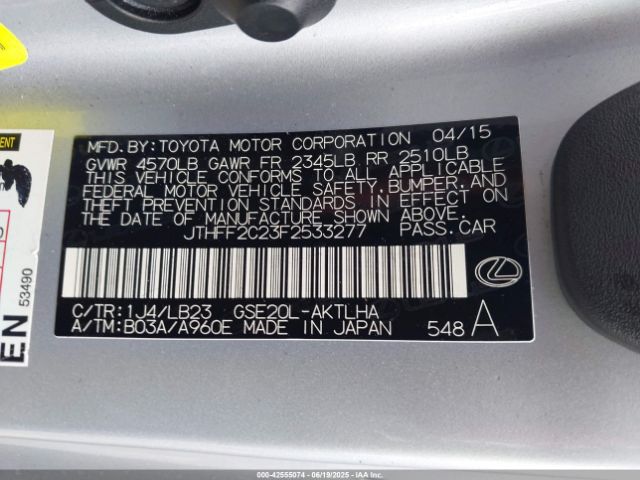 MFD.BY:TOYOTA MOTOR CORPORATION 04/15
GVWR 4570LB GAWR FR 2345LB RR 2510LB
THIS VEHICLE CONFORMS TO ALL APPLICABLE
FEDERAL MOTOR VEHICLE SAFETY,BUMPER,AND
THEFT PREVENTION STANDARDS IN EFFECT ON
THE DATE OF MANUFACTURE SHOWN ABOVE.
JTHFF2C23F2533277 PASS.CAR
C/TR:1J4/LB23 GSE20L-AKTLHA
A/TM:B03A/A960E MADE IN JAPAN 548 A
53490
EN
000-42555074 - 06/19/2025 - IAAI.COM